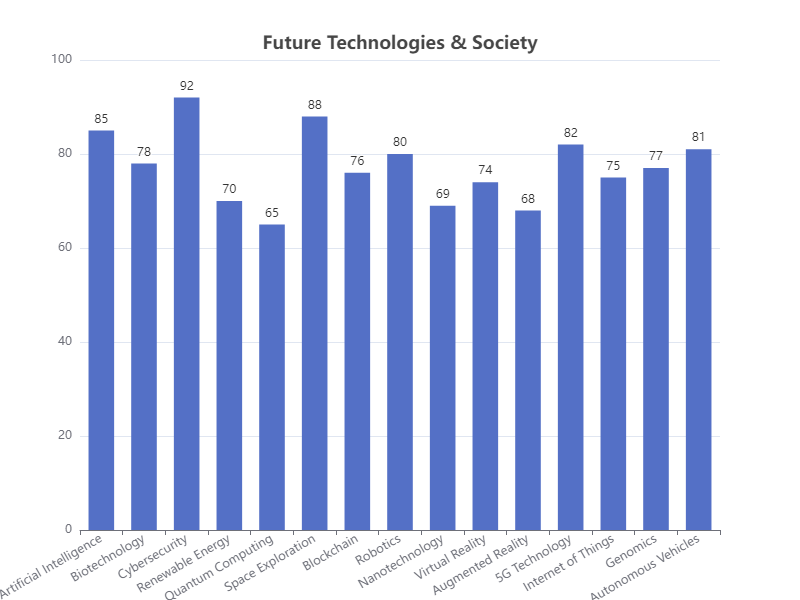 Future Technologies & Society
100
80
60
40
20
0
85
78
92
70
65
88
76
80
69
74
68
82
75
77
81
Artificial Intelligence
Biotechnology
Cybersecurity
Renewable Energy
Quantum Computing
Space Exploration
Blockchain
Robotics
Nanotechnology
Virtual Reality
Augmented Reality
5G Technology
Internet of Things
Genomics
Autonomous Vehicles